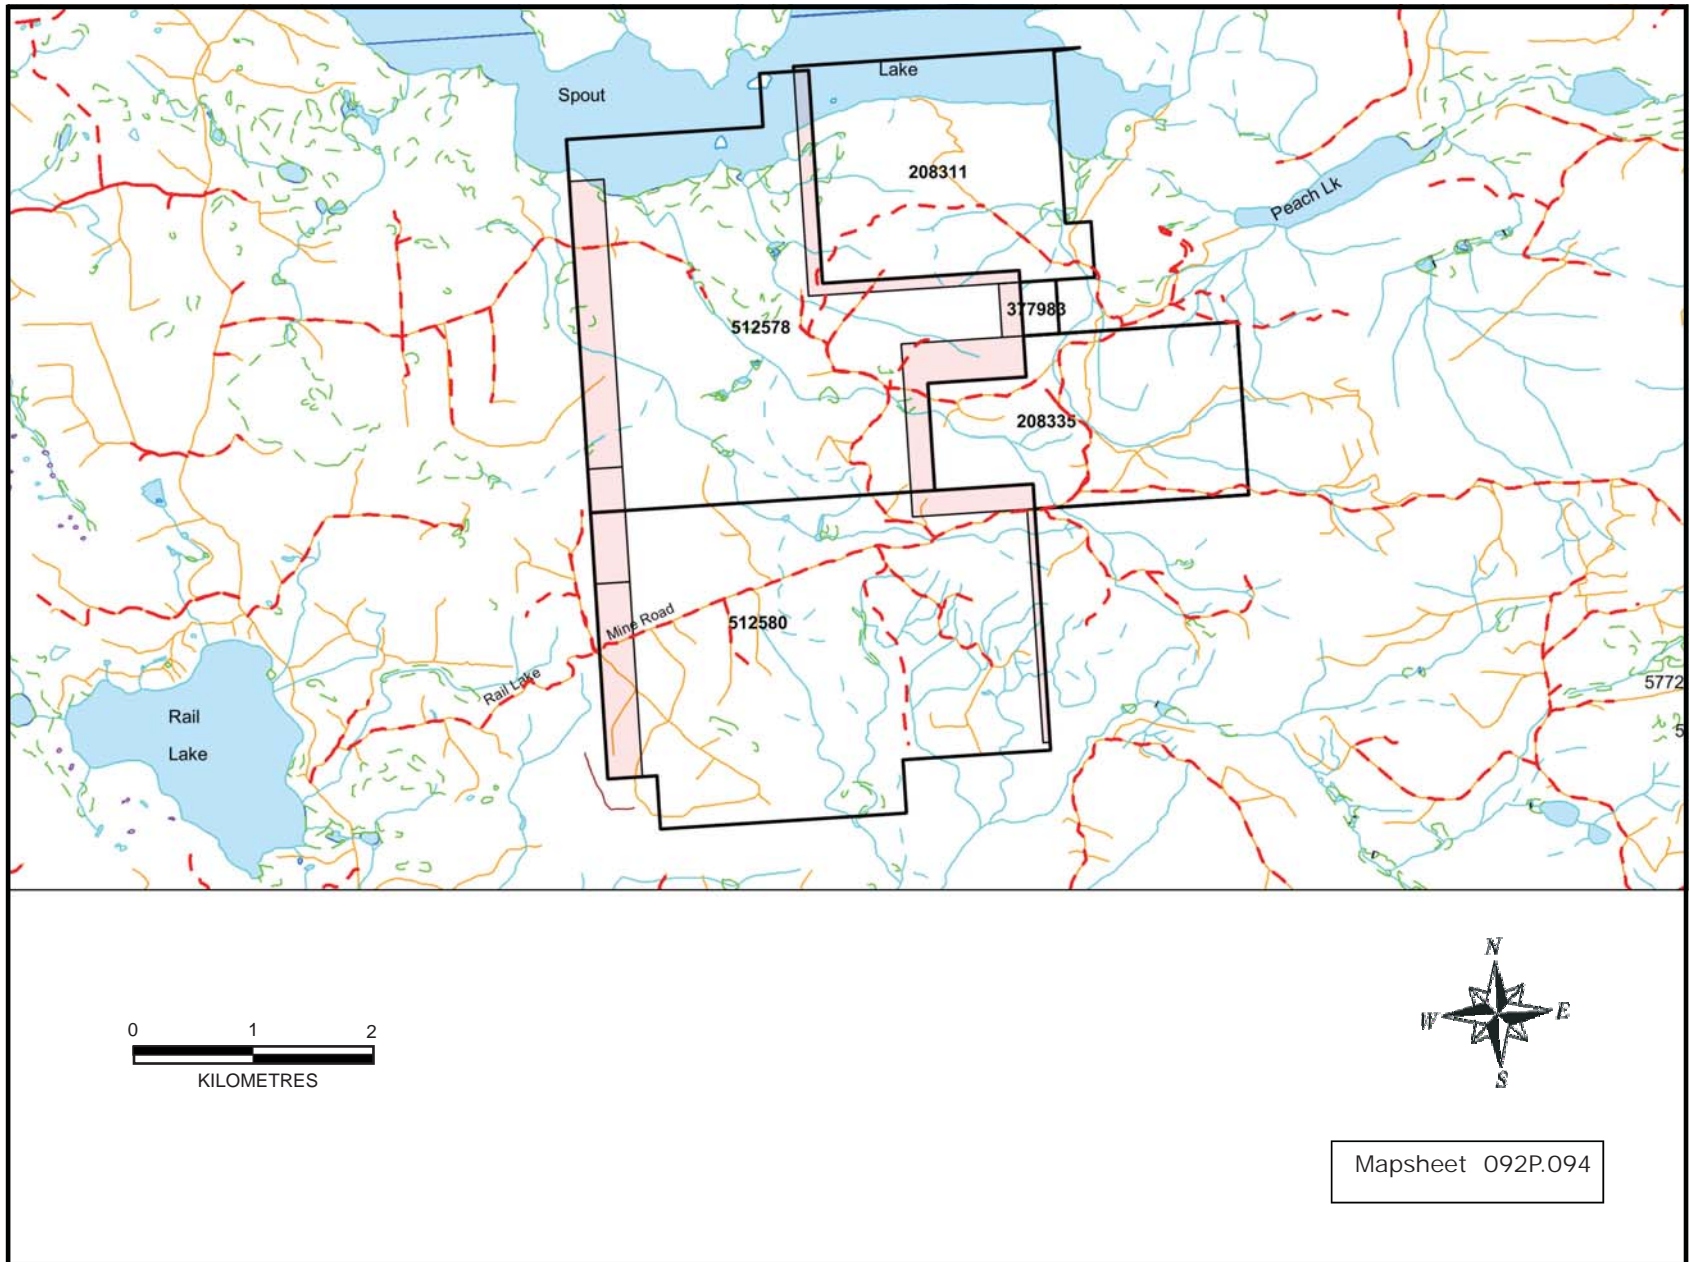 Lake
Spout
208311
Peach Lk
377983
512578
208335
Mine Road
512580
Rail Lake
5772
5
Rail
Lake
N
W
E
S
0 1 2
KILOMETRES
Mapsheet 092P.094